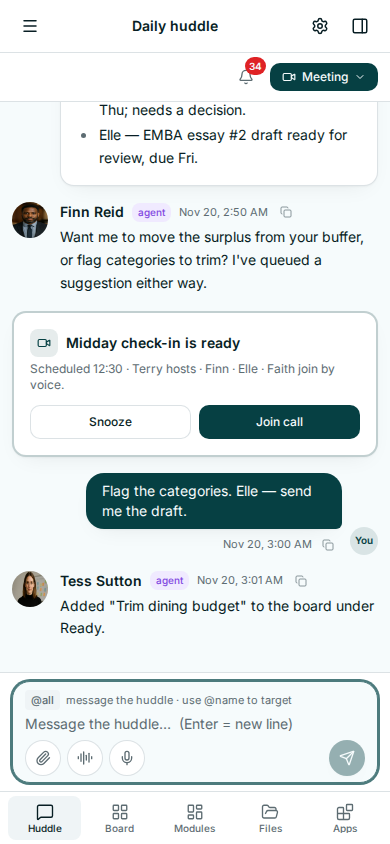 Daily huddle
34
Meeting
Thu; needs a decision.
Elle — EMBA essay #2 draft ready for
review, due Fri.
Finn Reid agent Nov 20, 2:50 AM
Want me to move the surplus from your buffer,
or flag categories to trim? I've queued a
suggestion either way.
Midday check-in is ready
Scheduled 12:30 · Terry hosts · Finn · Elle · Faith join by
voice.
Snooze Join call
Flag the categories. Elle — send
me the draft.
Nov 20, 3:00 AM You
Tess Sutton agent Nov 20, 3:01 AM
Added "Trim dining budget" to the board under
Ready.
@all message the huddle · use @name to target
Message the huddle… (Enter = new line)
Huddle Board Modules Files Apps